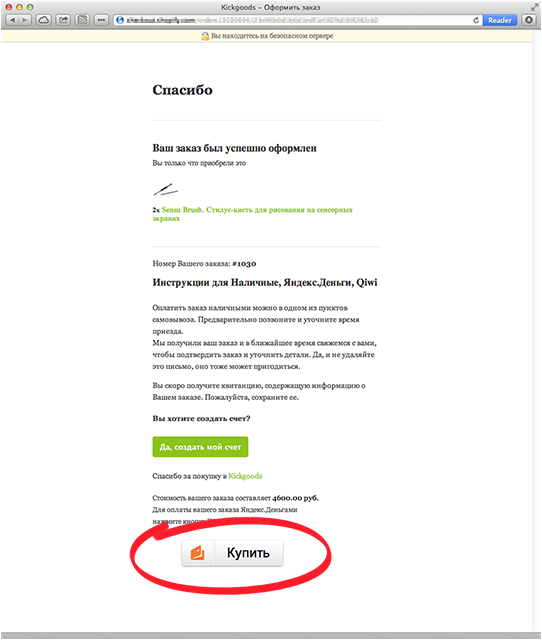 Kickgoods – Оформить заказ
Reader
Вы находитесь на безопасном сервере
Спасибо
Ваш заказ был успешно оформлен
Вы только что приобрели это
2x Sensu Brush. Стилус-кисть для рисования на сенсорных
экранах
Номер Вашего заказа: #1030
Инструкции для Наличные, Яндекс.Деньги, Qiwi
Оплатить заказ наличными можно в одном из пунктов
самовывоза. Предварительно позвоните и уточните время
приезда.
Мы получили ваш заказ и в ближайшее время свяжемся с вами,
чтобы подтвердить заказ и уточнить детали. Да, и не удаляйте
это письмо, оно тоже может пригодиться.
Вы скоро получите квитанцию, содержащую информацию о
Вашем заказе. Пожалуйста, сохраните ее.
Вы хотите создать счет?
Да, создать мой счет
Спасибо за покупку в Kickgoods
Стоимость вашего заказа составляет 4600.00 руб.
Для оплаты вашего заказа Яндекс.Деньгами
нажмите
Купить